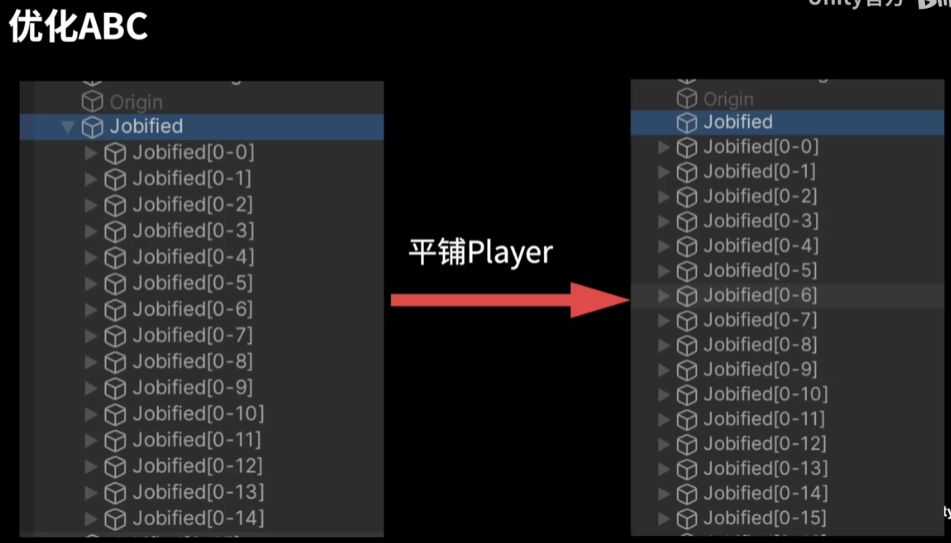 Unity官方
优化ABC
Origin
Jobified
Jobified[0-0]
Jobified[0-1]
Jobified[0-2]
Jobified[0-3]
Jobified[0-4]
Jobified[0-5]
Jobified[0-6]
Jobified[0-7]
Jobified[0-8]
Jobified[0-9]
Jobified[0-10]
Jobified[0-11]
Jobified[0-12]
Jobified[0-13]
Jobified[0-14]
平铺Player
Origin
Jobified
Jobified[0-0]
Jobified[0-1]
Jobified[0-2]
Jobified[0-3]
Jobified[0-4]
Jobified[0-5]
Jobified[0-6]
Jobified[0-7]
Jobified[0-8]
Jobified[0-9]
Jobified[0-10]
Jobified[0-11]
Jobified[0-12]
Jobified[0-13]
Jobified[0-14]
Jobified[0-15]